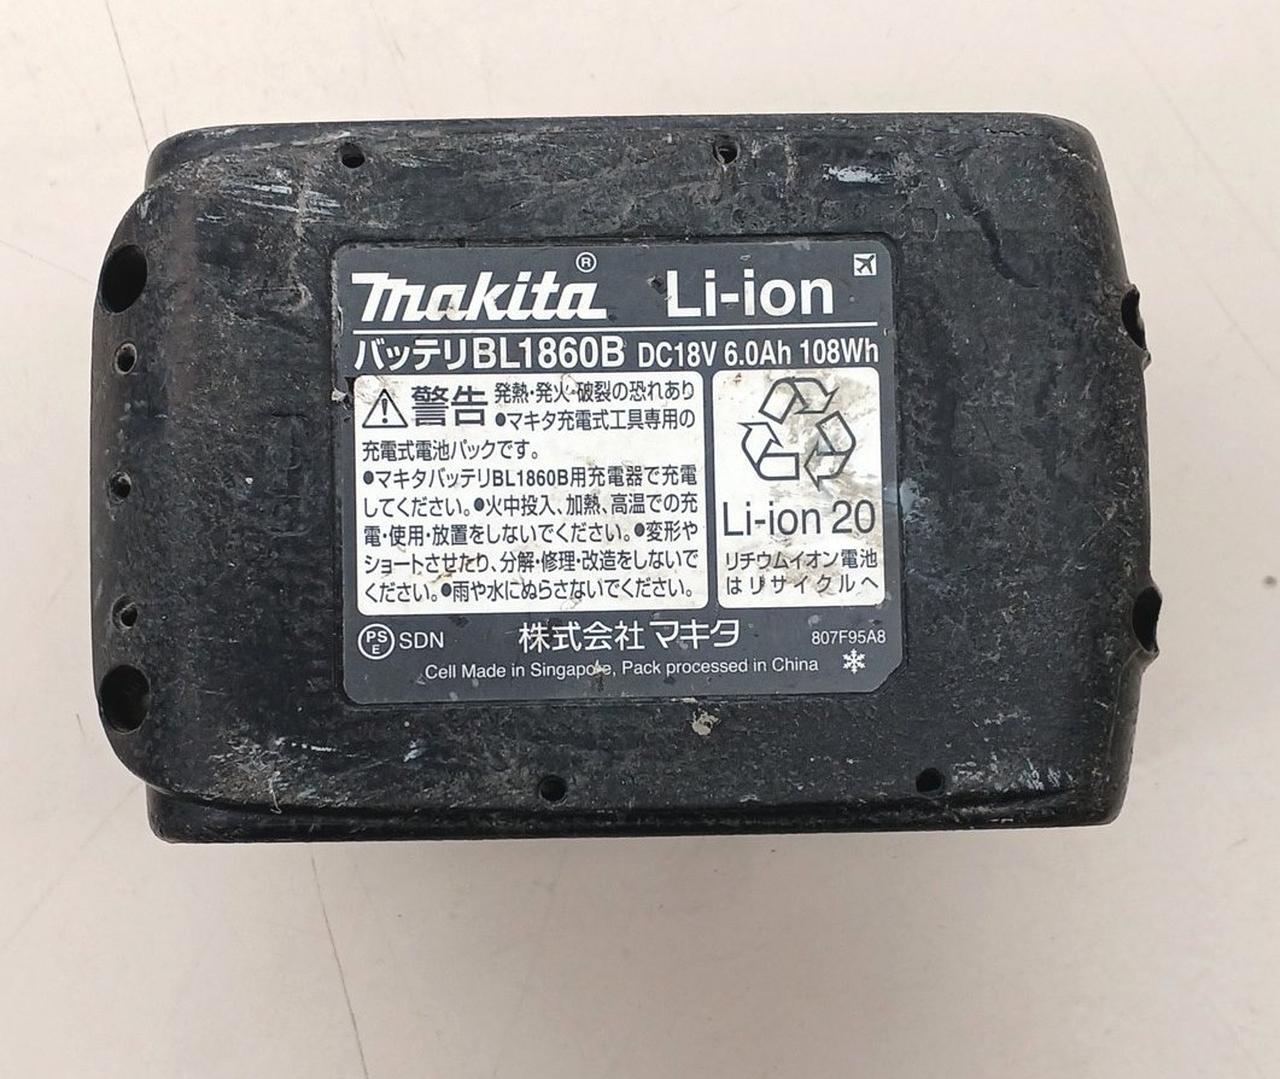 makita® Li-ion
バッテリBL1860B DC18V 6.0Ah 108Wh
警告 発熱・発火・破裂の恐れあり
●マキタ充電式工具専用の
充電式電池パックです。
●マキタバッテリBL1860B用充電器で充電
してください。●火中投入、加熱、高温での充
電・使用・放置をしないでください。●変形や
ショートさせたり、分解・修理・改造をしないで
ください。●雨や水にぬらさないでください。
Li-ion 20
リチウムイオン電池
はリサイクルへ
PSE SDN 株式会社マキタ 807F95A8
Cell Made in Singapore, Pack processed in China